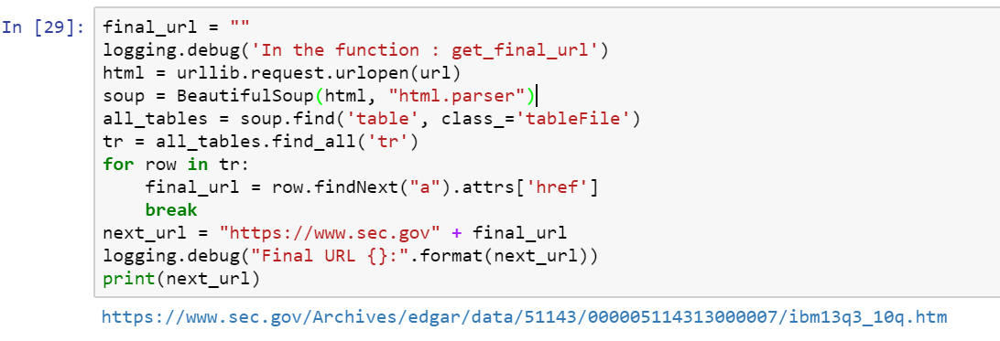 In [29]: final_url = ""
logging.debug('In the function : get_final_url')
html = urllib.request.urlopen(url)
soup = BeautifulSoup(html, "html.parser")
all_tables = soup.find('table', class_='tableFile')
tr = all_tables.find_all('tr')
for row in tr:
    final_url = row.findNext("a").attrs['href']
    break
next_url = "https://www.sec.gov" + final_url
logging.debug("Final URL {}:".format(next_url))
print(next_url)
https://www.sec.gov/Archives/edgar/data/51143/000005114313000007/ibm13q3_10q.htm